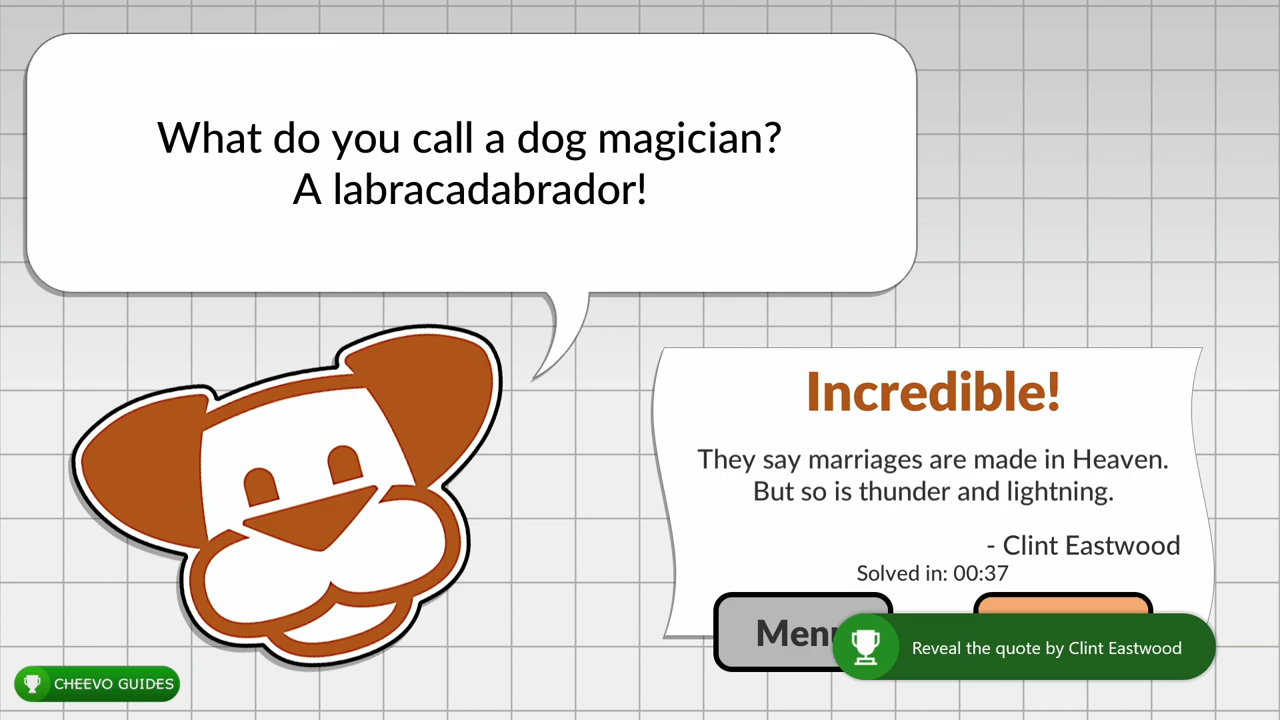 What do you call a dog magician?
A labracadabrador!
Incredible!
They say marriages are made in Heaven.
But so is thunder and lightning.
- Clint Eastwood
Solved in: 00:37
Menu
Reveal the quote by Clint Eastwood
CHEEVO GUIDES